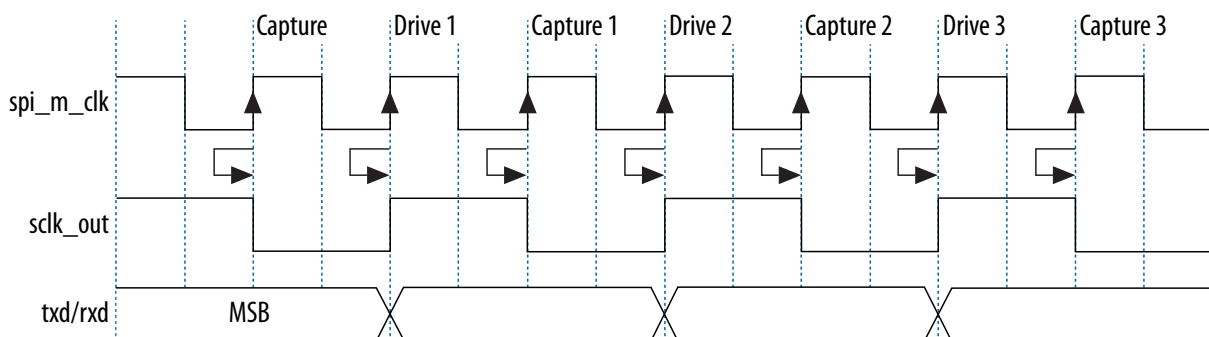 Capture Drive 1 Capture 1 Drive 2 Capture 2 Drive 3 Capture 3
spi_m_clk
sclk_out
txd/rxd MSB